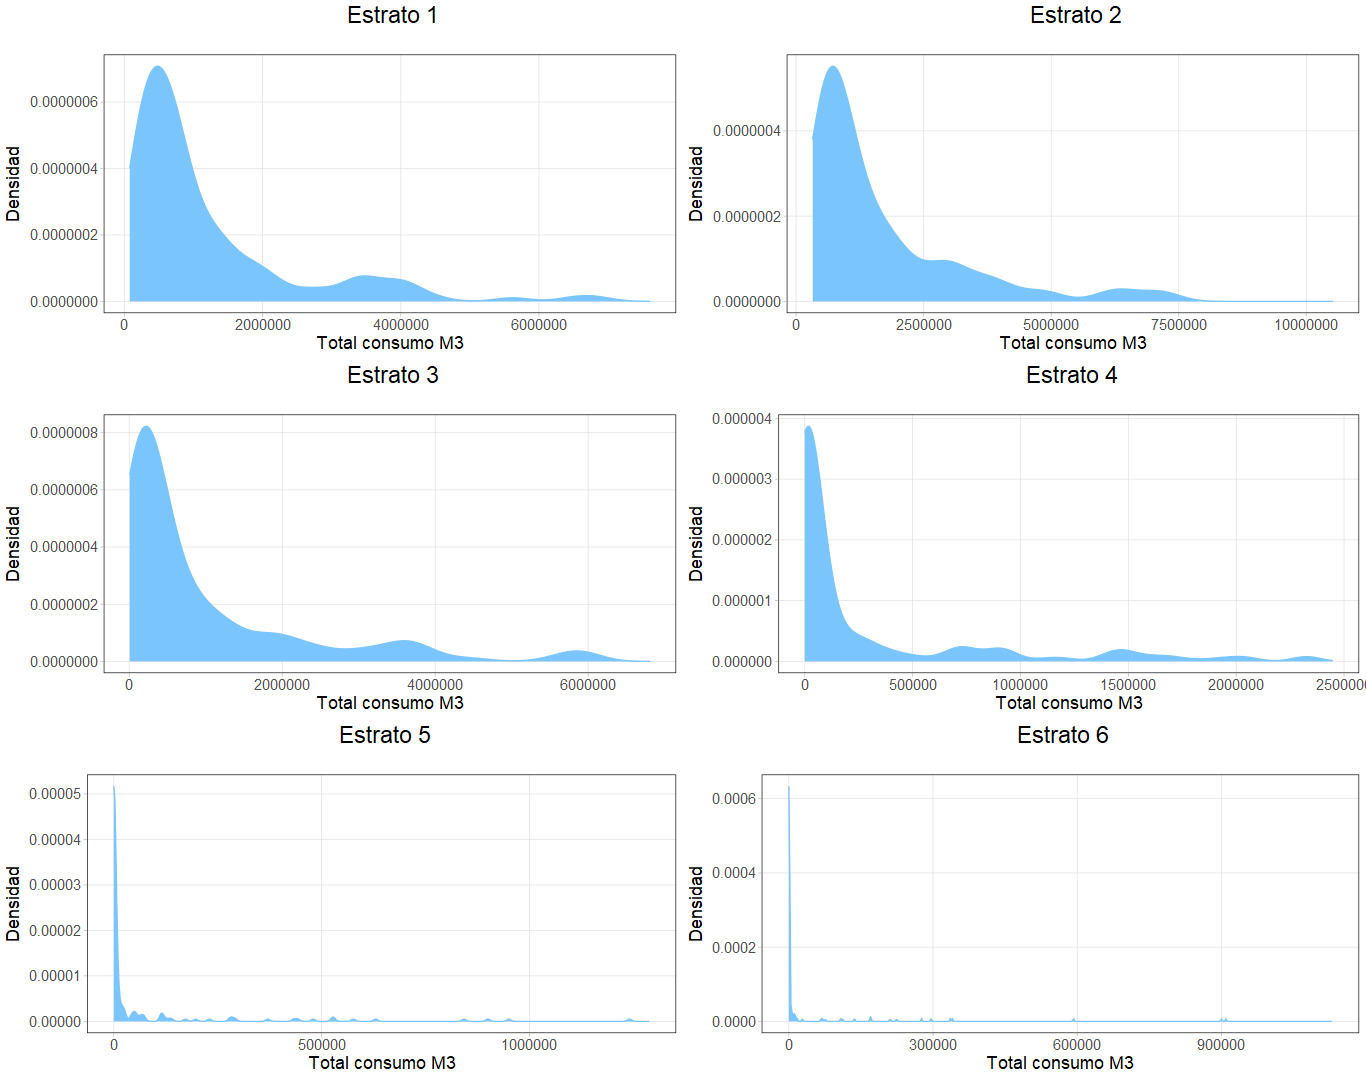 Estrato 1
Densidad
0.0000006
0.0000004
0.0000002
0.0000000
0 2000000 4000000 6000000
Total consumo M3
Estrato 2
Densidad
0.0000004
0.0000002
0.0000000
0 2500000 5000000 7500000 10000000
Total consumo M3
Estrato 3
Densidad
0.0000008
0.0000006
0.0000004
0.0000002
0.0000000
0 2000000 4000000 6000000
Total consumo M3
Estrato 4
Densidad
0.000004
0.000003
0.000002
0.000001
0.000000
0 500000 1000000 1500000 2000000 2500000
Total consumo M3
Estrato 5
Densidad
0.00005
0.00004
0.00003
0.00002
0.00001
0.00000
0 500000 1000000
Total consumo M3
Estrato 6
Densidad
0.0006
0.0004
0.0002
0.0000
0 300000 600000 900000
Total consumo M3